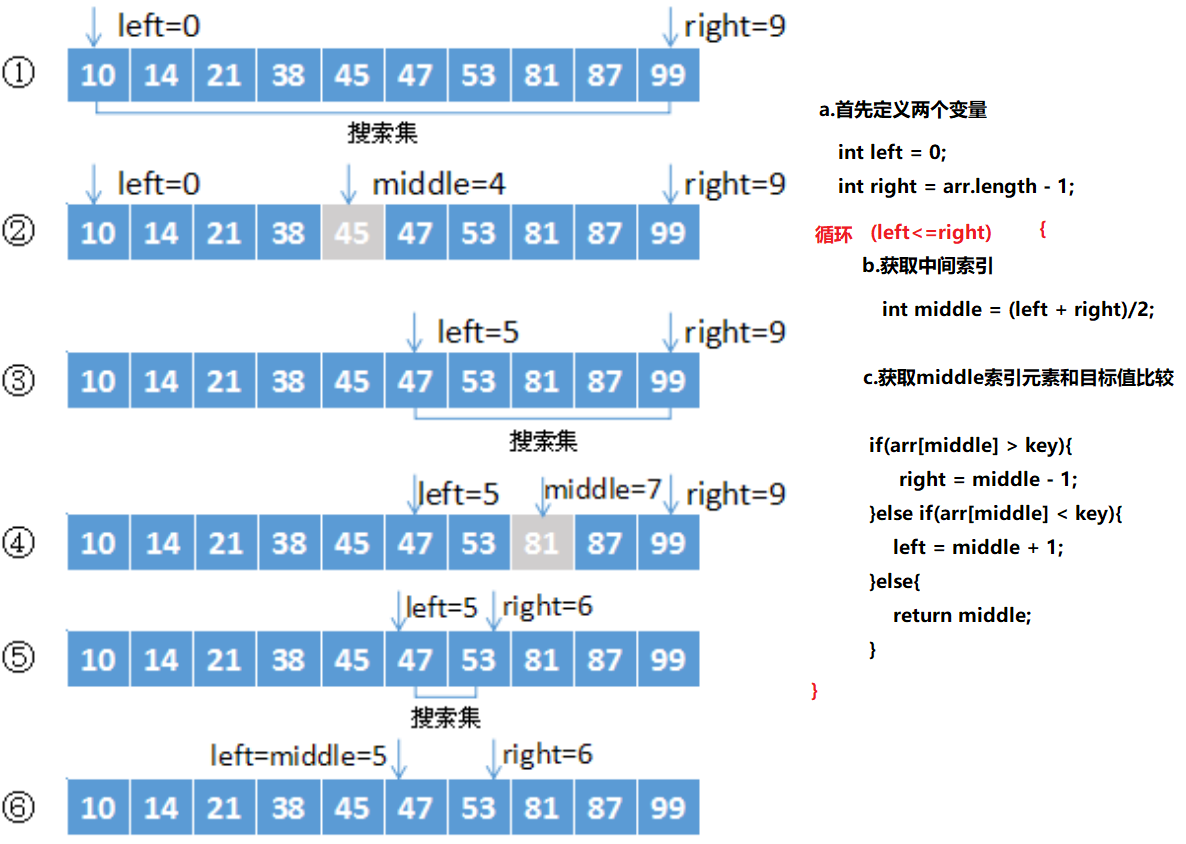 left=0 right=9
① 10 14 21 38 45 47 53 81 87 99
搜索集
left=0 middle=4 right=9
② 10 14 21 38 45 47 53 81 87 99
left=5 right=9
③ 10 14 21 38 45 47 53 81 87 99
搜索集
left=5 middle=7 right=9
④ 10 14 21 38 45 47 53 81 87 99
left=5 right=6
⑤ 10 14 21 38 45 47 53 81 87 99
搜索集
left=middle=5 right=6
⑥ 10 14 21 38 45 47 53 81 87 99
a.首先定义两个变量
int left = 0;
int right = arr.length - 1;
循环 (left<=right) {
b.获取中间索引
int middle = (left + right)/2;
c.获取middle索引元素和目标值比较
if(arr[middle] > key){
right = middle - 1;
}else if(arr[middle] < key){
left = middle + 1;
}else{
return middle;
}
}